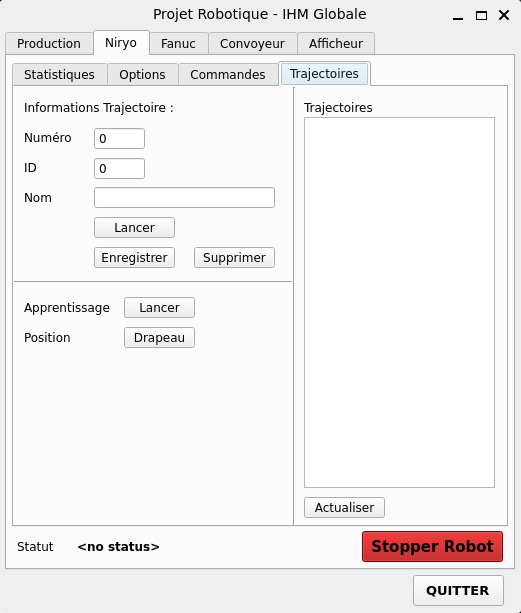 Projet Robotique - IHM Globale
Production Niryo Fanuc Convoyeur Afficheur
Statistiques Options Commandes Trajectoires
Informations Trajectoire :
Numéro 0
ID 0
Nom
Lancer
Enregistrer Supprimer
Apprentissage Lancer
Position Drapeau
Trajectoires
Actualiser
Statut <no status> Stopper Robot
QUITTER